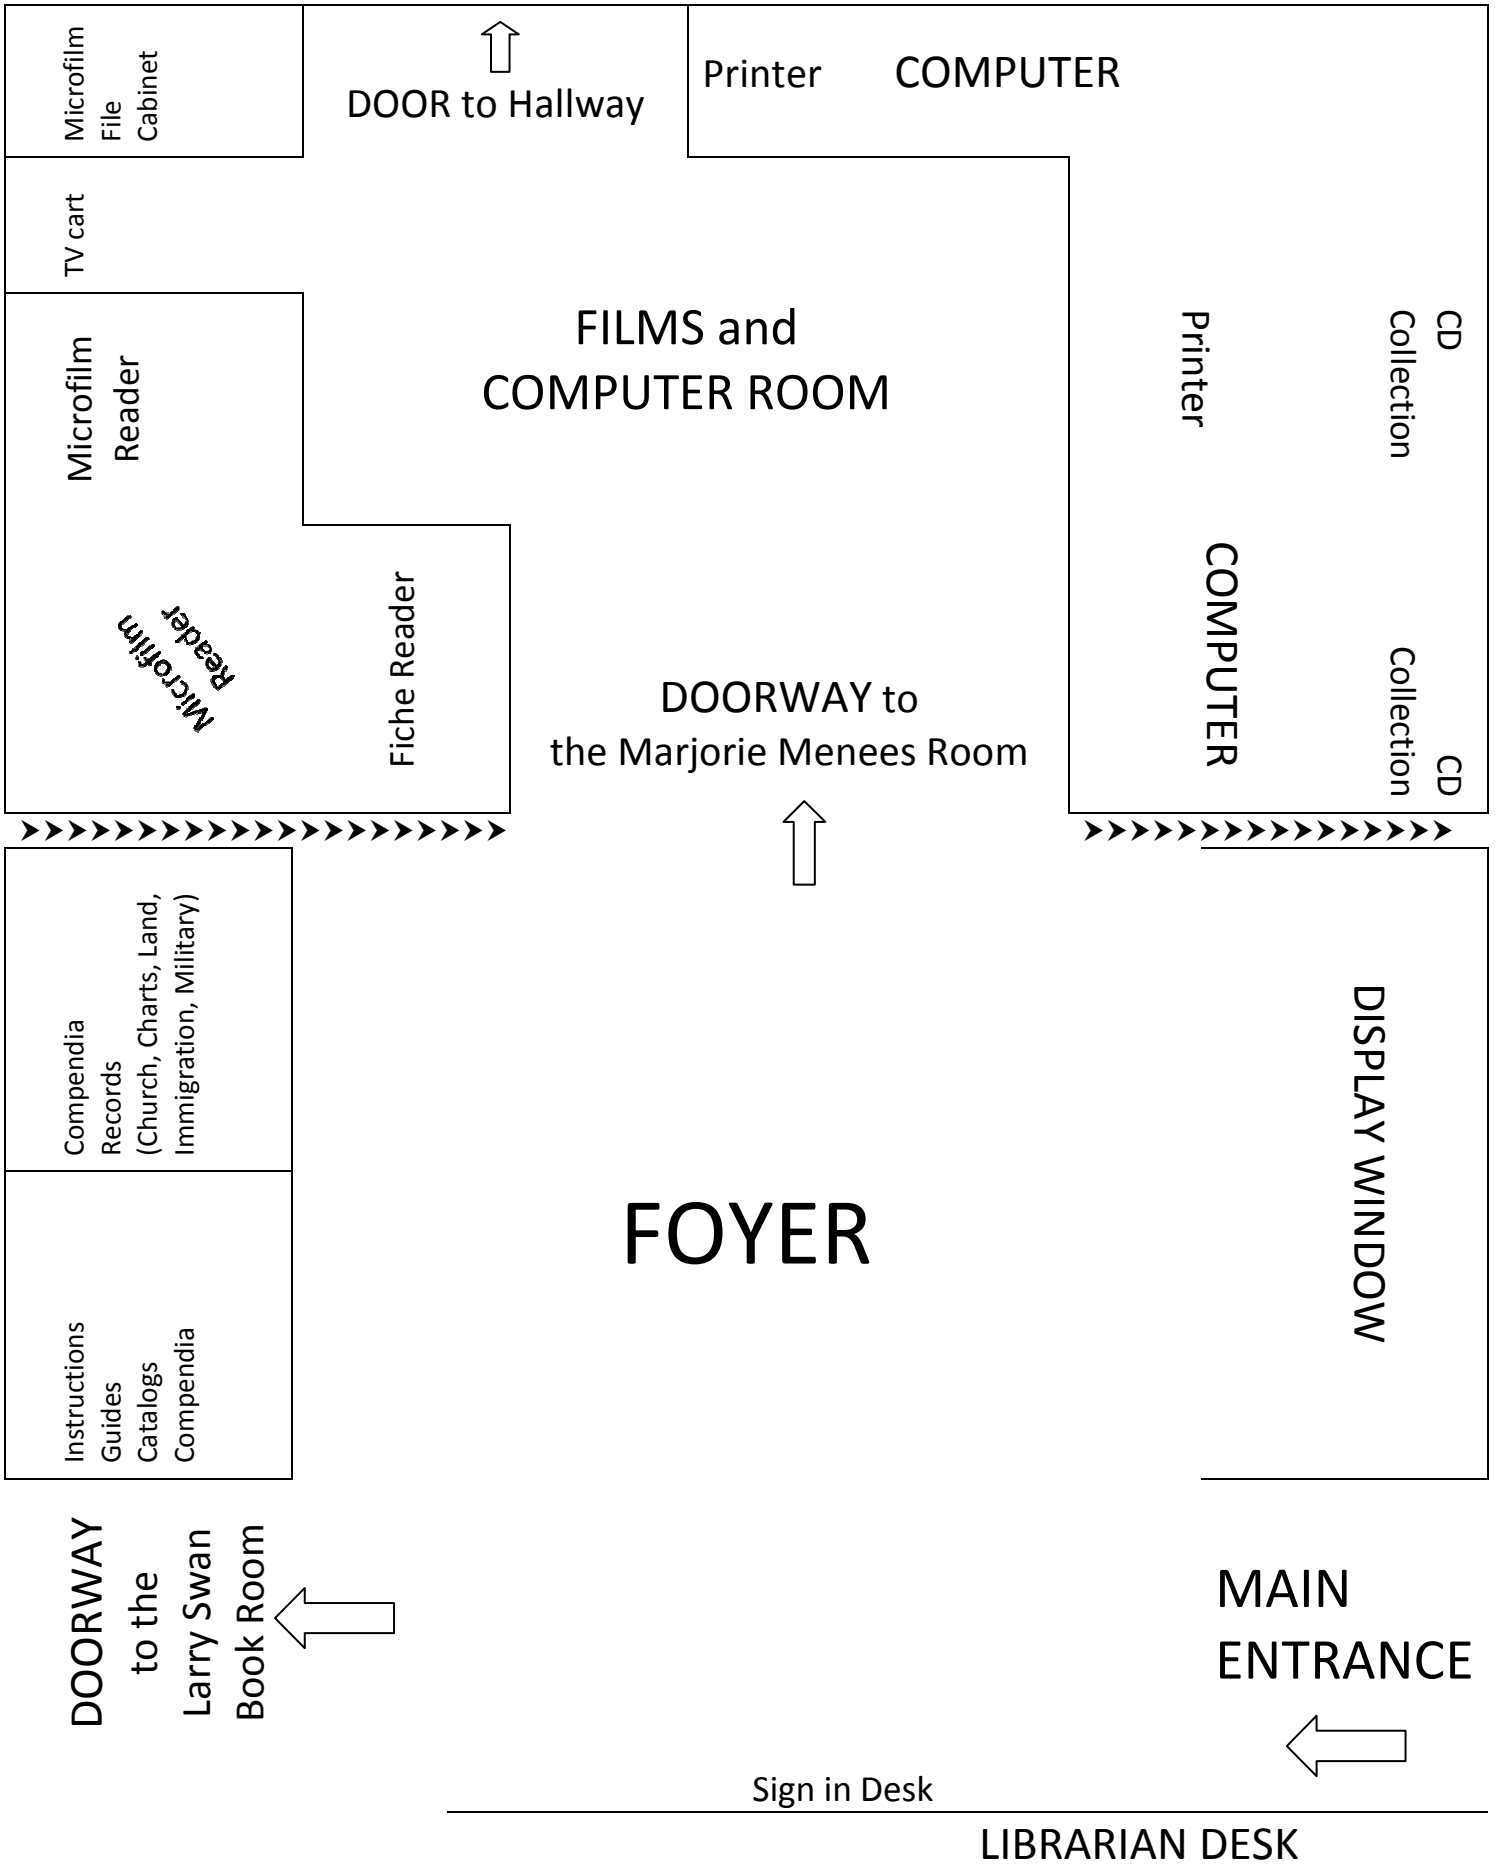 Microfilm
File
Cabinet
DOOR to Hallway
Printer
COMPUTER
TV cart
FILMS and
COMPUTER ROOM
Microfilm
Reader
Printer
CD
Collection
Microfilm
Reader
Fiche Reader
COMPUTER
DOORWAY to
the Marjorie Menees Room
CD
Collection
Compendia
Records
(Church, Charts, Land,
Immigration, Military)
DISPLAY WINDOW
FOYER
Instructions
Guides
Catalogs
Compendia
DOORWAY
to the
Larry Swan
Book Room
MAIN
ENTRANCE
Sign in Desk
LIBRARIAN DESK